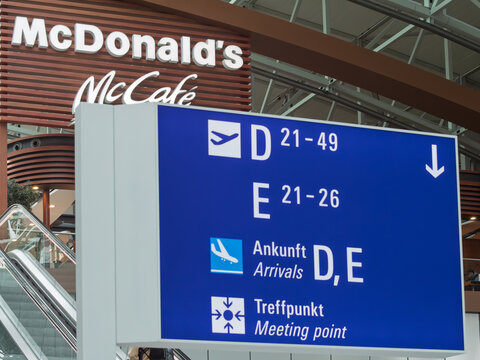 McDonald's
McCafé
D 21-49
E 21-26
Ankunft
Arrivals
D, E
Treffpunkt
Meeting point